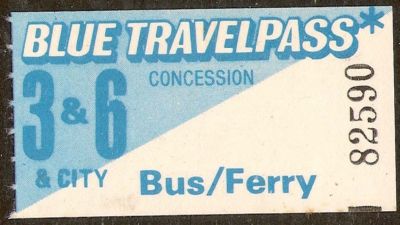 BLUE TRAVELPASS*
CONCESSION
3 & 6
& CITY
Bus/Ferry
82590